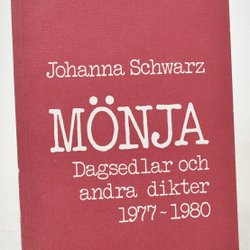 Johanna Schwarz
MÖNJA
Dagsedlar och
andra dikter
1977~1980